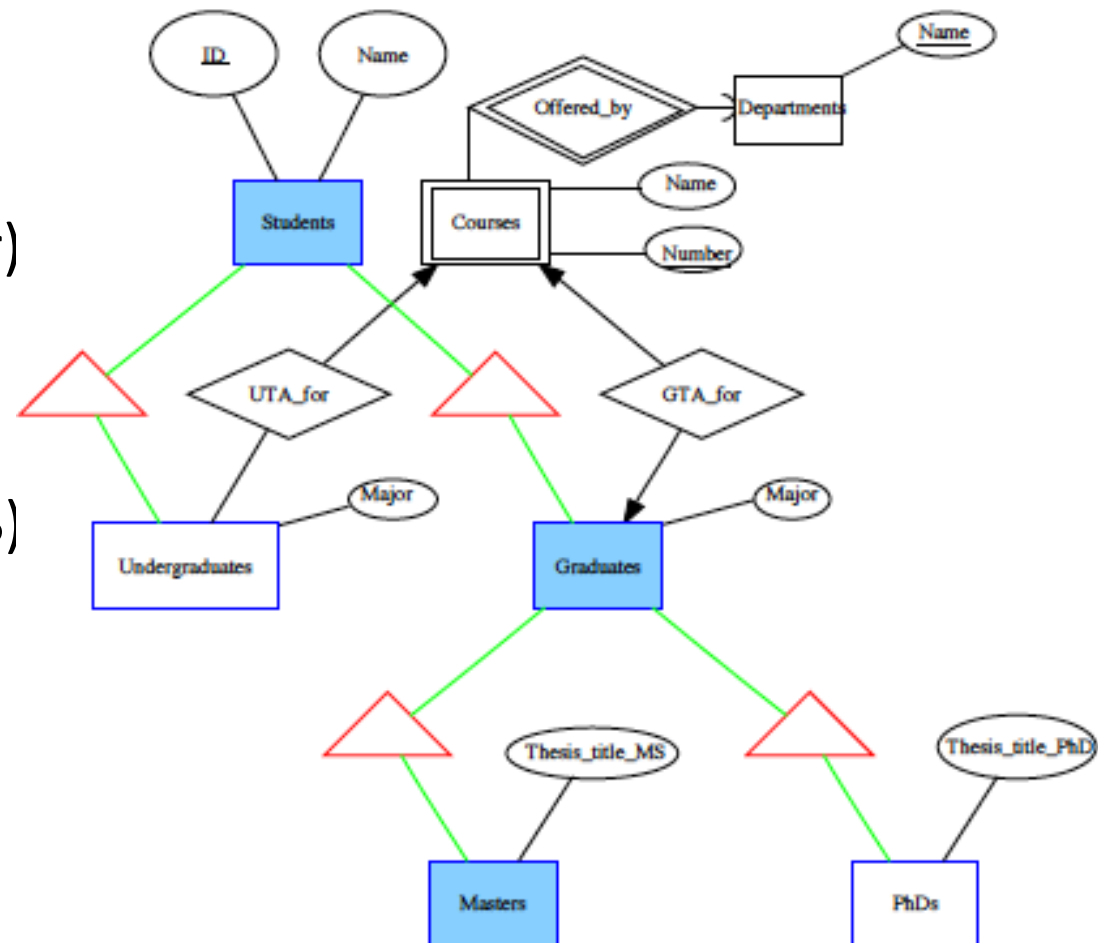 ID
Name
Name
Offered_by
Departments
Name
Students
Courses
Number
)
UTA_for
GTA_for
Major
Major
)
Undergraduates
Graduates
Thesis_title_MS
Thesis_title_PhD
Masters
PhDs